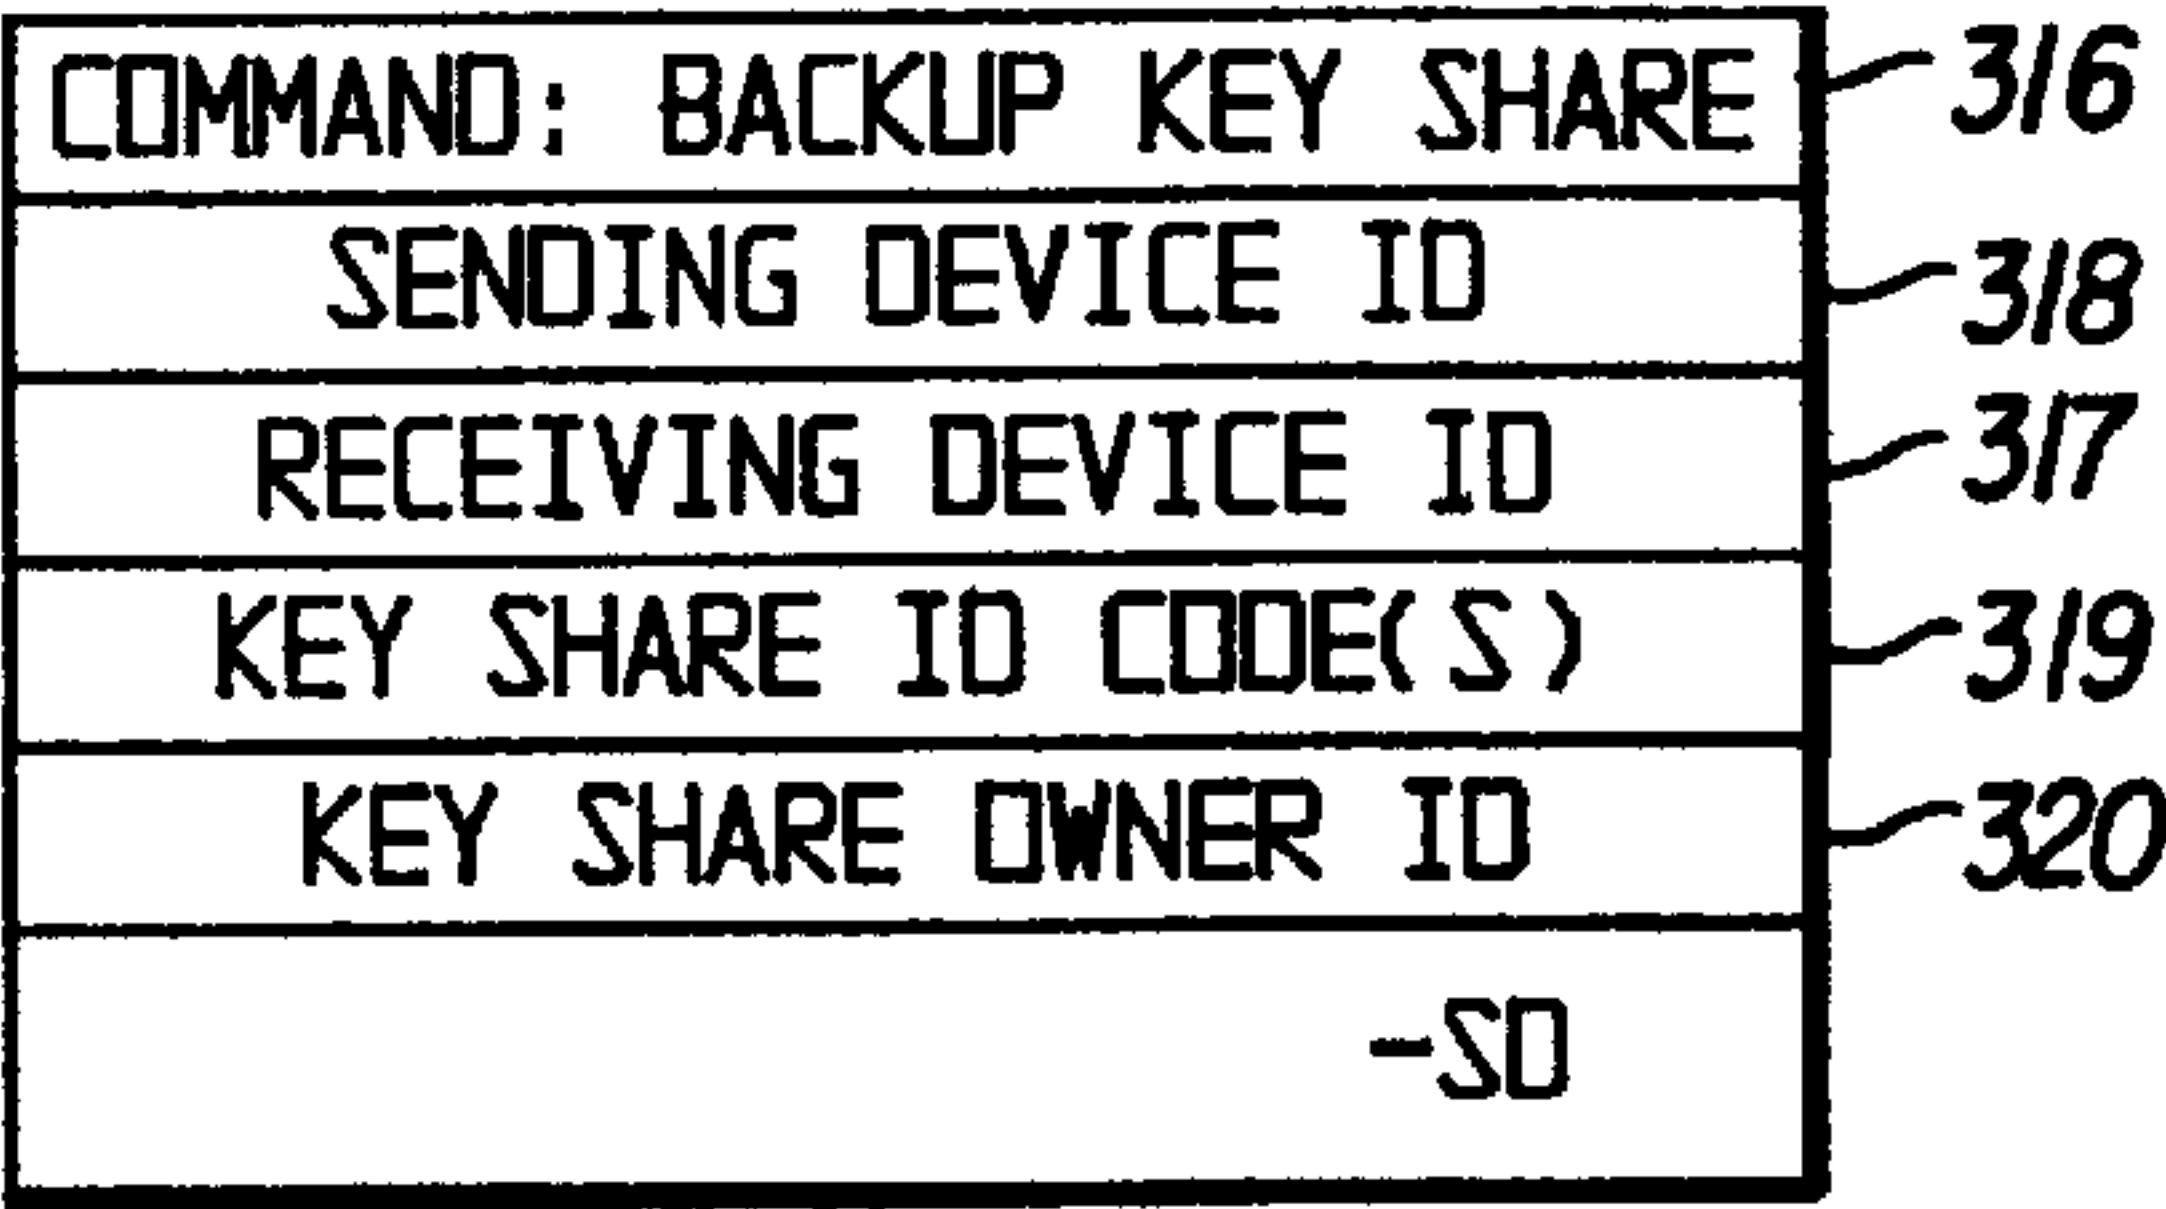 COMMAND: BACKUP KEY SHARE 316
SENDING DEVICE ID 318
RECEIVING DEVICE ID 317
KEY SHARE ID CODE(S) 319
KEY SHARE OWNER ID 320
-SD